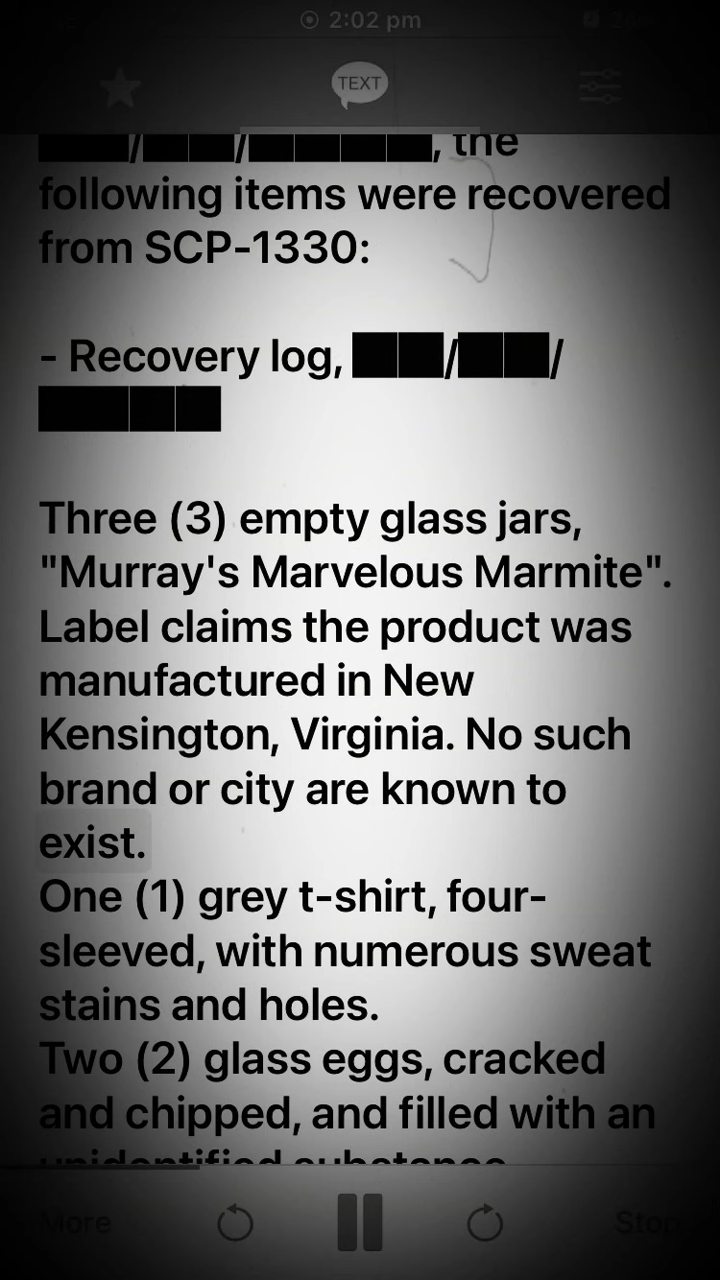 2:02 pm
TEXT
██/██/████, the
following items were recovered
from SCP-1330:
- Recovery log, ██/██/
████
Three (3) empty glass jars,
"Murray's Marvelous Marmite".
Label claims the product was
manufactured in New
Kensington, Virginia. No such
brand or city are known to
exist.
One (1) grey t-shirt, four-
sleeved, with numerous sweat
stains and holes.
Two (2) glass eggs, cracked
and chipped, and filled with an
unidentified substance
More